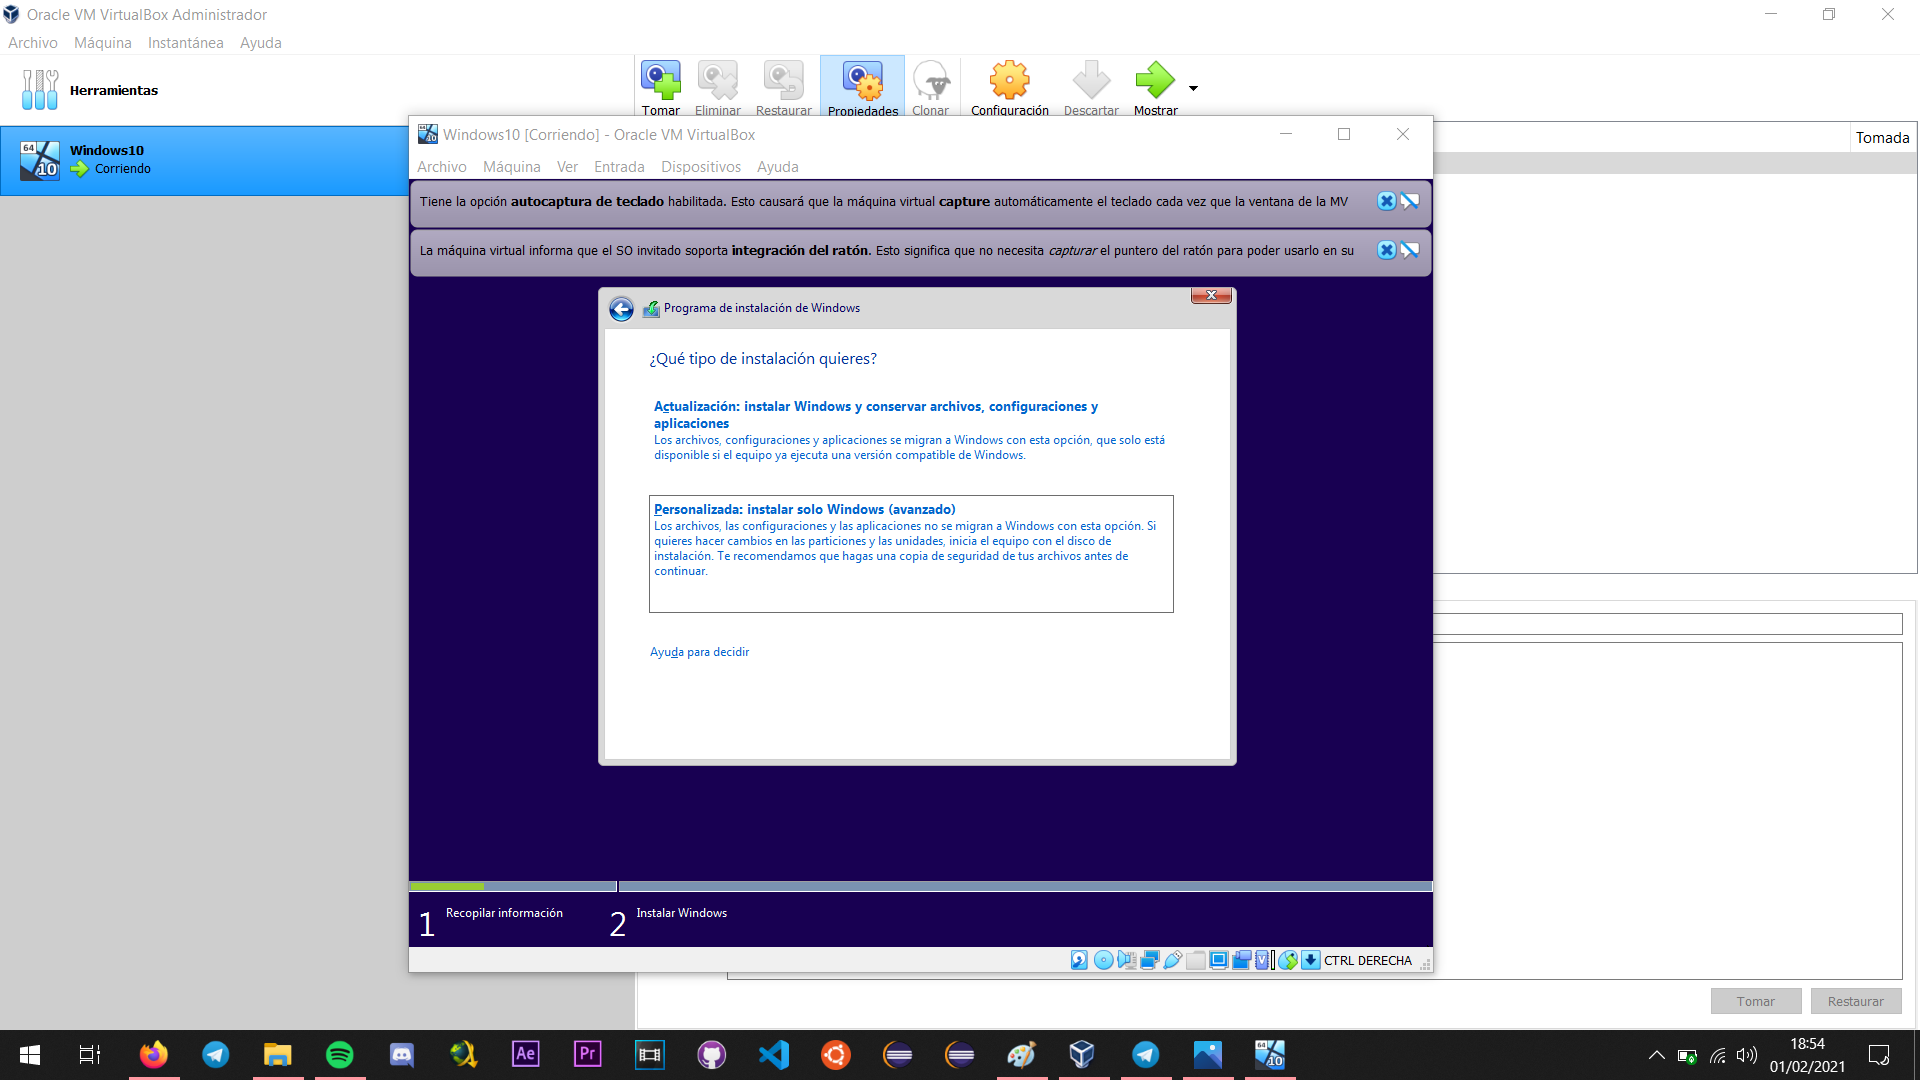 Oracle VM VirtualBox Administrador
Archivo Máquina Instantánea Ayuda
Herramientas
Tomar Eliminar Restaurar Propiedades Clonar Configuración Descartar Mostrar
Windows10
Corriendo
64
10
Tomada
Windows10 [Corriendo] - Oracle VM VirtualBox
Archivo Máquina Ver Entrada Dispositivos Ayuda
Tiene la opción autocaptura de teclado habilitada. Esto causará que la máquina virtual capture automáticamente el teclado cada vez que la ventana de la MV
La máquina virtual informa que el SO invitado soporta integración del ratón. Esto significa que no necesita capturar el puntero del ratón para poder usarlo en su
Programa de instalación de Windows
¿Qué tipo de instalación quieres?
Actualización: instalar Windows y conservar archivos, configuraciones y
aplicaciones
Los archivos, configuraciones y aplicaciones se migran a Windows con esta opción, que solo está
disponible si el equipo ya ejecuta una versión compatible de Windows.
Personalizada: instalar solo Windows (avanzado)
Los archivos, las configuraciones y las aplicaciones no se migran a Windows con esta opción. Si
quieres hacer cambios en las particiones y las unidades, inicia el equipo con el disco de
instalación. Te recomendamos que hagas una copia de seguridad de tus archivos antes de
continuar.
Ayuda para decidir
1 Recopilar información 2 Instalar Windows
CTRL DERECHA
Tomar Restaurar
Ae Pr
18:54
01/02/2021